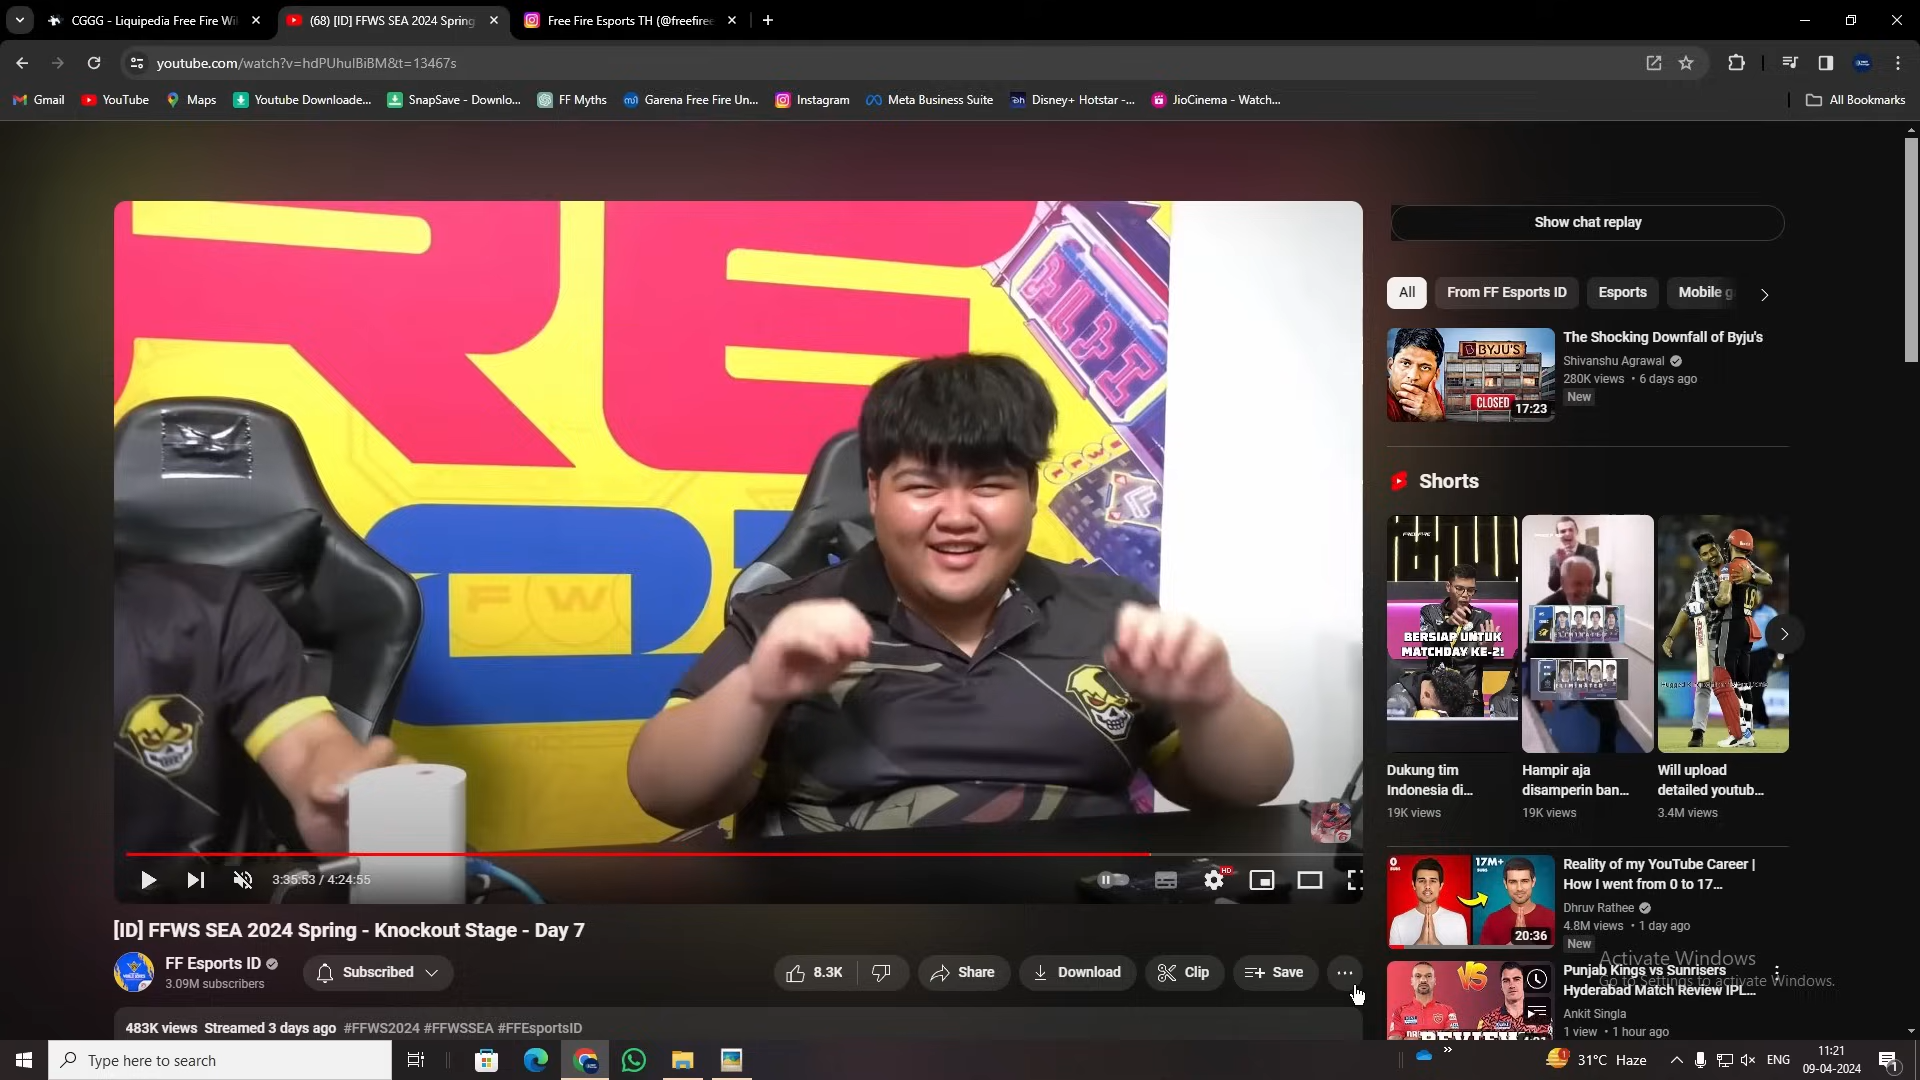 CGGG - Liquipedia Free Fire Wi
(68) [ID] FFWS SEA 2024 Spring
Free Fire Esports TH (@freefire
youtube.com/watch?v=hdPUhulBiBM&t=13467s
Gmail
YouTube
Maps
Youtube Downloade...
SnapSave - Downlo...
FF Myths
Garena Free Fire Un...
Instagram
Meta Business Suite
Disney+ Hotstar -...
JioCinema - Watch...
All Bookmarks
Show chat replay
All
From FF Esports ID
Esports
Mobile g
The Shocking Downfall of Byju's
Shivanshu Agrawal
280K views • 6 days ago
New
BYJU'S
CLOSED
17:23
Shorts
BERSIAP UNTUK
MATCHDAY KE-2!
ELIMINATED
Dukung tim
Indonesia di...
19K views
Hampir aja
disamperin ban...
19K views
Will upload
detailed youtub...
3.4M views
3:35:53 / 4:24:55
HD
[ID] FFWS SEA 2024 Spring - Knockout Stage - Day 7
FF Esports ID
3.09M subscribers
Subscribed
8.3K
Share
Download
Clip
Save
483K views Streamed 3 days ago #FFWS2024 #FFWSSEA #FFEsportsID
17M+
20:36
Reality of my YouTube Career |
How I went from 0 to 17...
Dhruv Rathee
4.8M views • 1 day ago
New
VS
Punjab Kings vs Sunrisers
Hyderabad Match Review IPL...
Ankit Singla
1 view • 1 hour ago
Activate Windows
Go to Settings to activate Windows.
Type here to search
31°C Haze
ENG
11:21
09-04-2024
1